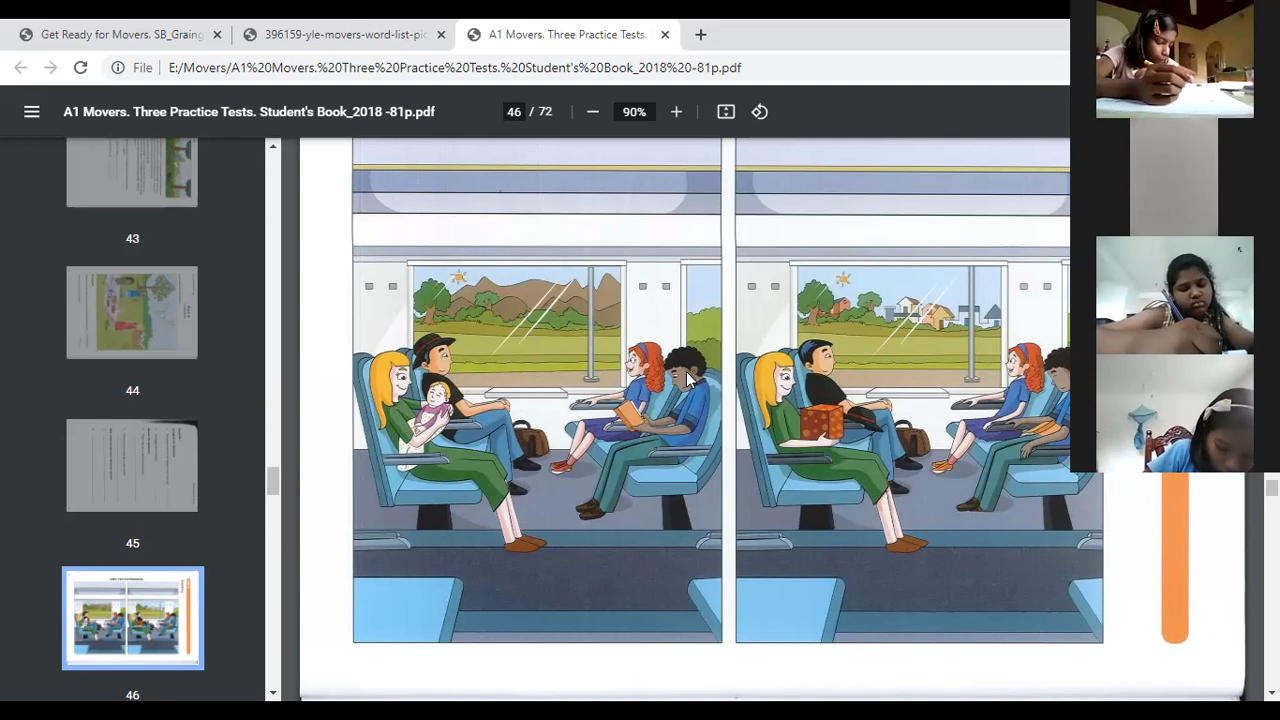 Get Ready for Movers. SB_Graing
396159-yle-movers-word-list-pic
A1 Movers. Three Practice Tests.
File
E:/Movers/A1%20Movers.%20Three%20Practice%20Tests.%20Student's%20Book_2018%20-81p.pdf
A1 Movers. Three Practice Tests. Student's Book_2018 -81p.pdf
46 / 72
90%
43
44
45
46